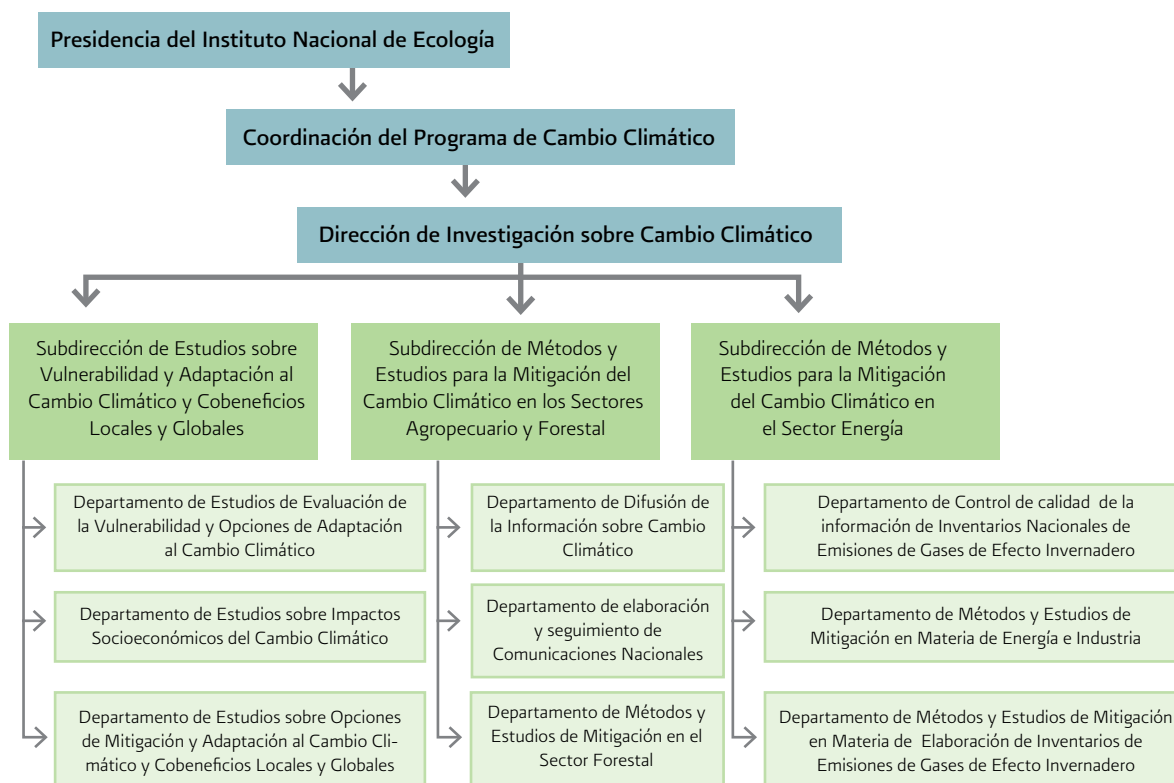 Presidencia del Instituto Nacional de Ecología
Coordinación del Programa de Cambio Climático
Dirección de Investigación sobre Cambio Climático
Subdirección de Estudios sobre
Vulnerabilidad y Adaptación al
Cambio Climático y Cobeneficios
Locales y Globales
Departamento de Estudios de Evaluación de
la Vulnerabilidad y Opciones de Adaptación
al Cambio Climático
Departamento de Estudios sobre Impactos
Socioeconómicos del Cambio Climático
Departamento de Estudios sobre Opciones
de Mitigación y Adaptación al Cambio Cli-
mático y Cobeneficios Locales y Globales
Subdirección de Métodos y
Estudios para la Mitigación del
Cambio Climático en los Sectores
Agropecuario y Forestal
Departamento de Difusión de
la Información sobre Cambio
Climático
Departamento de elaboración
y seguimiento de
Comunicaciones Nacionales
Departamento de Métodos y
Estudios de Mitigación en el
Sector Forestal
Subdirección de Métodos y
Estudios para la Mitigación
del Cambio Climático en
el Sector Energía
Departamento de Control de calidad de la
información de Inventarios Nacionales de
Emisiones de Gases de Efecto Invernadero
Departamento de Métodos y Estudios de
Mitigación en Materia de Energía e Industria
Departamento de Métodos y Estudios de Mitigación
en Materia de Elaboración de Inventarios de
Emisiones de Gases de Efecto Invernadero